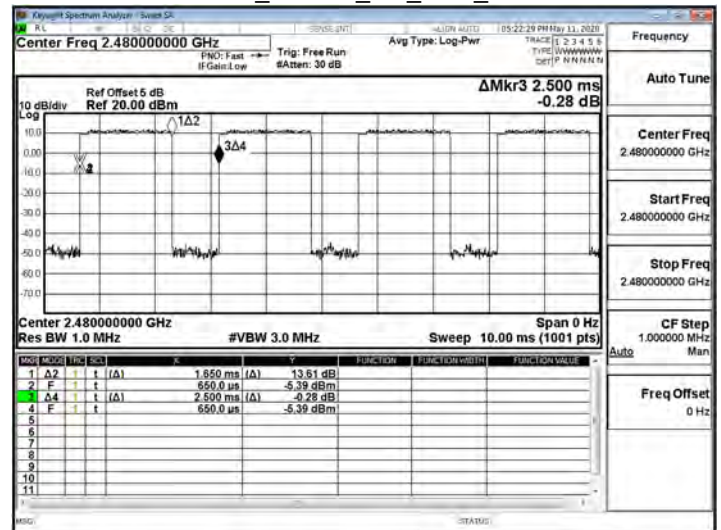 Keysight Spectrum Analyzer - Swept SA
RL
SENSE:INT
ALIGN AUTO
05:22:29 PM May 11, 2020
Frequency
Center Freq 2.480000000 GHz
PNO: Fast
IFGain:Low
Trig: Free Run
#Atten: 30 dB
Avg Type: Log-Pwr
TRACE 1 2 3 4 5 6
TYPE WWWWWW
DET P N N N N N
Auto Tune
ΔMkr3 2.500 ms
-0.28 dB
Ref Offset 5 dB
10 dB/div Ref 20.00 dBm
Log
10.0
0.00
-10.0
-20.0
-30.0
-40.0
-50.0
-60.0
-70.0
1Δ2
3Δ4
Center Freq
2.480000000 GHz
Start Freq
2.480000000 GHz
Stop Freq
2.480000000 GHz
Center 2.480000000 GHz
Span 0 Hz
Res BW 1.0 MHz
#VBW 3.0 MHz
Sweep 10.00 ms (1001 pts)
CF Step
1.000000 MHz
Auto Man
MKR MODE TRC SCL X Y FUNCTION FUNCTION WIDTH FUNCTION VALUE
1 Δ2 1 t (Δ) 1.650 ms (Δ) 13.61 dB
2 F 1 t 650.0 µs -5.39 dBm
3 Δ4 1 t (Δ) 2.500 ms (Δ) -0.28 dB
4 F 1 t 650.0 µs -5.39 dBm
5
6
7
8
9
10
11
Freq Offset
0 Hz
MSG
STATUS